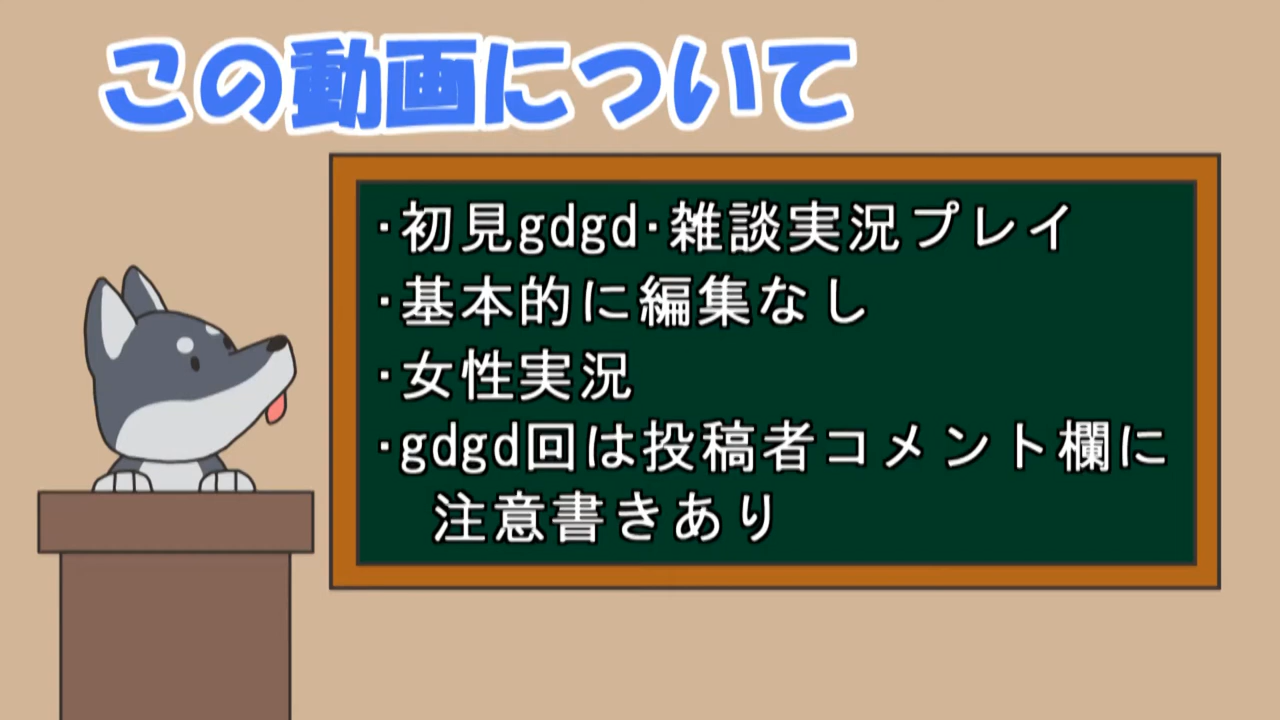 この動画について
・初見gdgd・雑談実況プレイ
・基本的に編集なし
・女性実況
・gdgd回は投稿者コメント欄に
注意書きあり